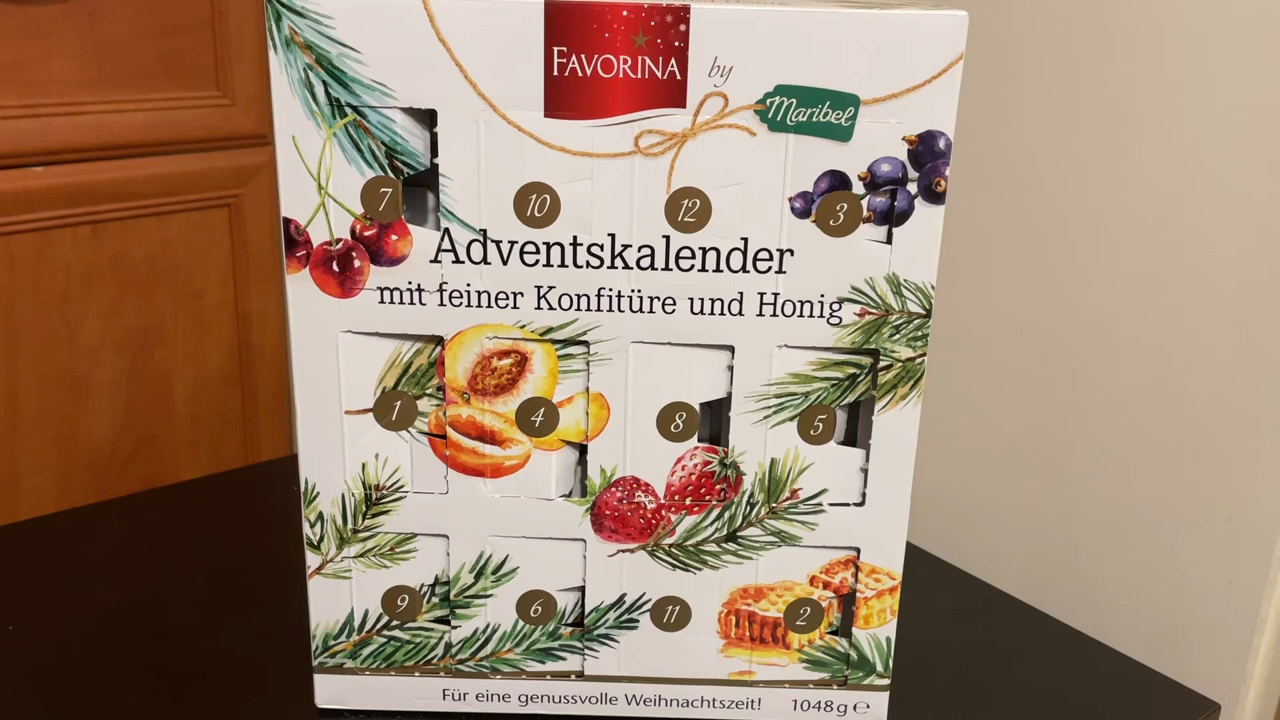 FAVORINA by Maribel
7 10 12 3
Adventskalender
mit feiner Konfitüre und Honig
1 4 8 5
9 6 11 2
Für eine genussvolle Weihnachtszeit! 1048g ℮